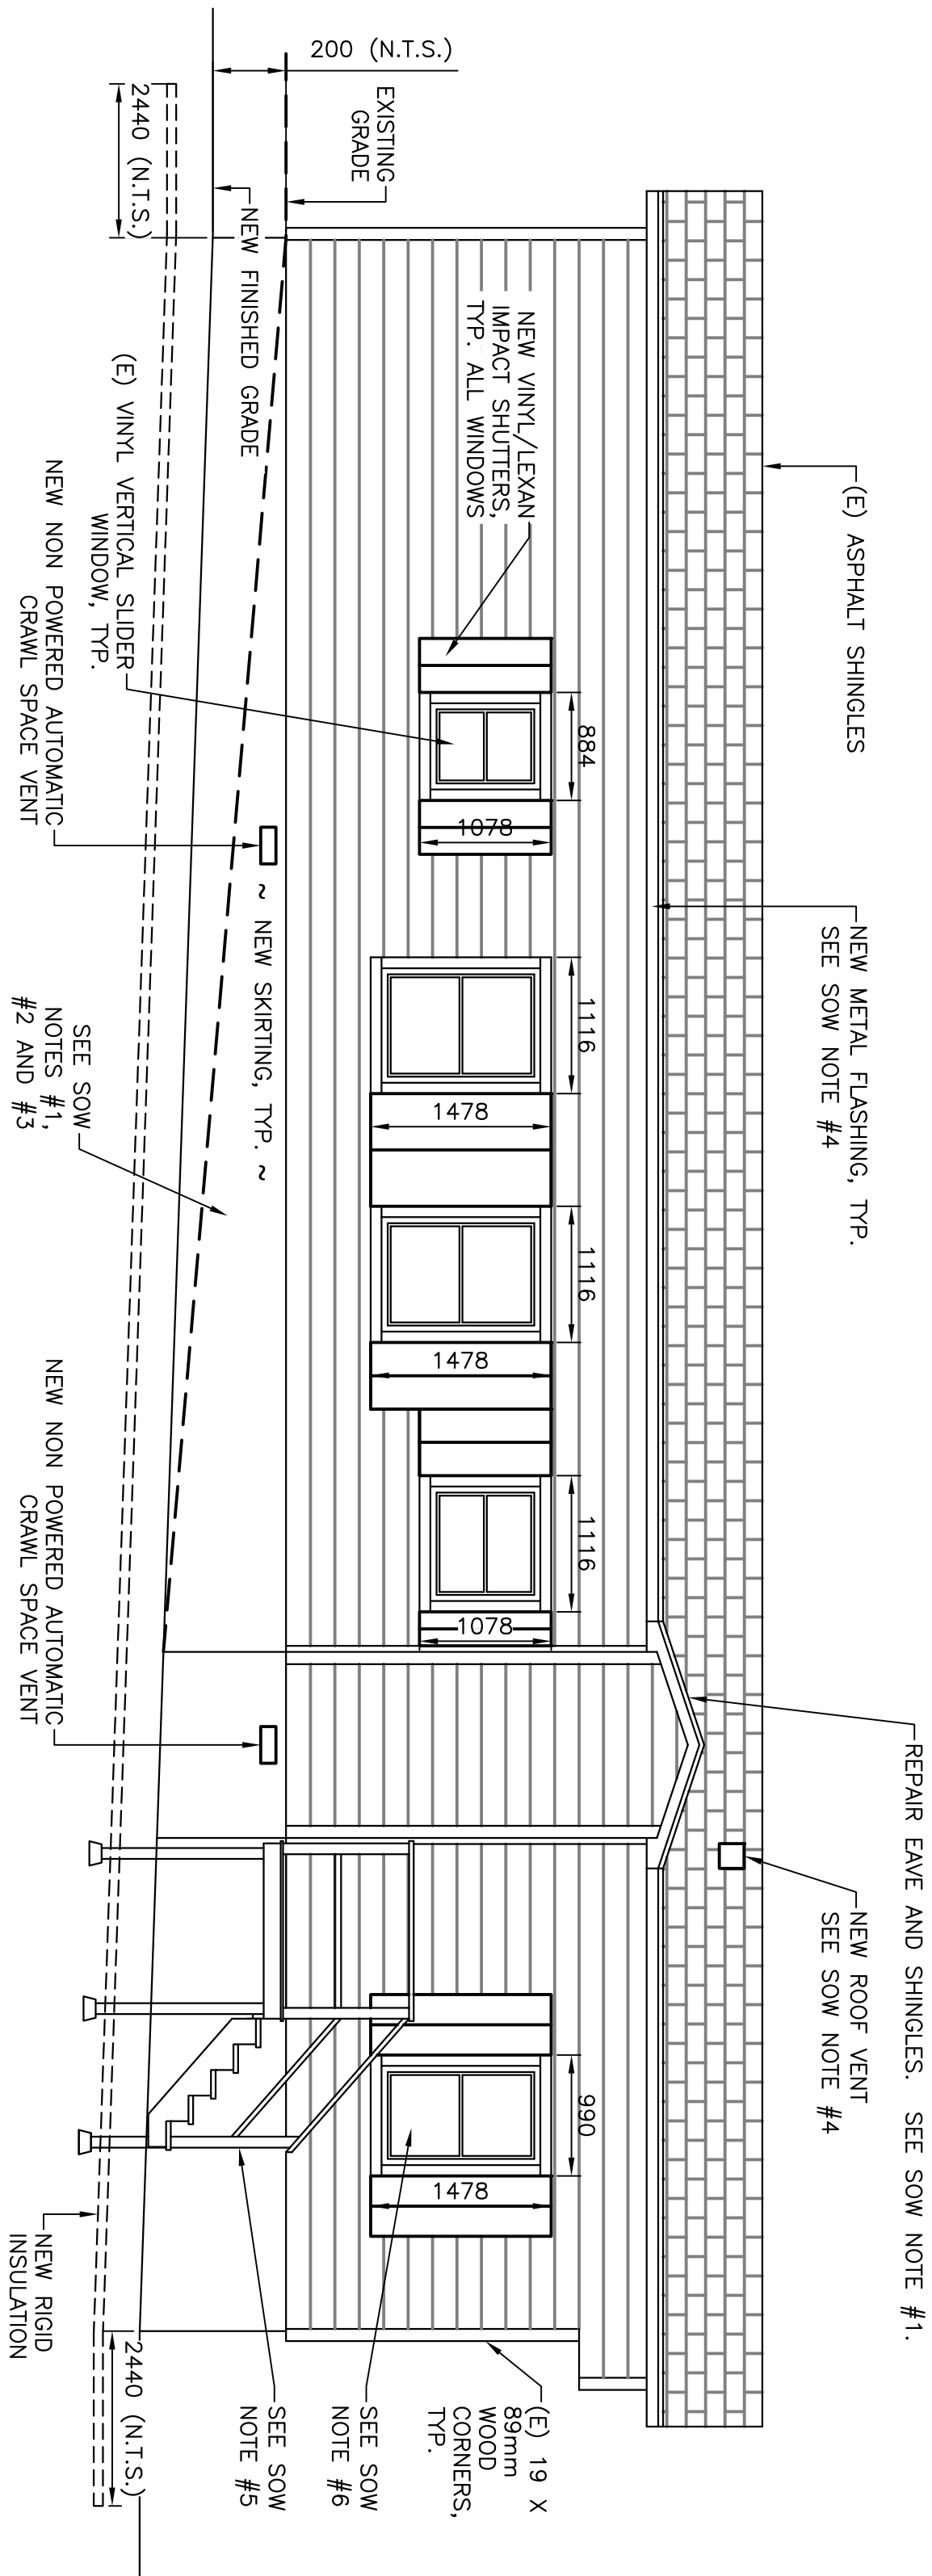 REPAIR EAVE AND SHINGLES.  SEE SOW NOTE #1.
(E) ASPHALT SHINGLES
NEW METAL FLASHING, TYP.
SEE SOW NOTE #4
NEW ROOF VENT
SEE SOW NOTE #4
884
1116
1116
1116
990
NEW VINYL/LEXAN
IMPACT SHUTTERS,
TYP. ALL WINDOWS
1078
1478
1478
1078
1478
(E) 19 X
89mm
WOOD
CORNERS,
TYP.
EXISTING
GRADE
200 (N.T.S.)
SEE SOW
NOTE #6
SEE SOW
NOTE #5
~ NEW SKIRTING, TYP. ~
NEW FINISHED GRADE
2440 (N.T.S.)
2440 (N.T.S.)
(E) VINYL VERTICAL SLIDER
WINDOW, TYP.
NEW NON POWERED AUTOMATIC
CRAWL SPACE VENT
SEE SOW
NOTES #1,
#2 AND #3
NEW NON POWERED AUTOMATIC
CRAWL SPACE VENT
NEW RIGID
INSULATION